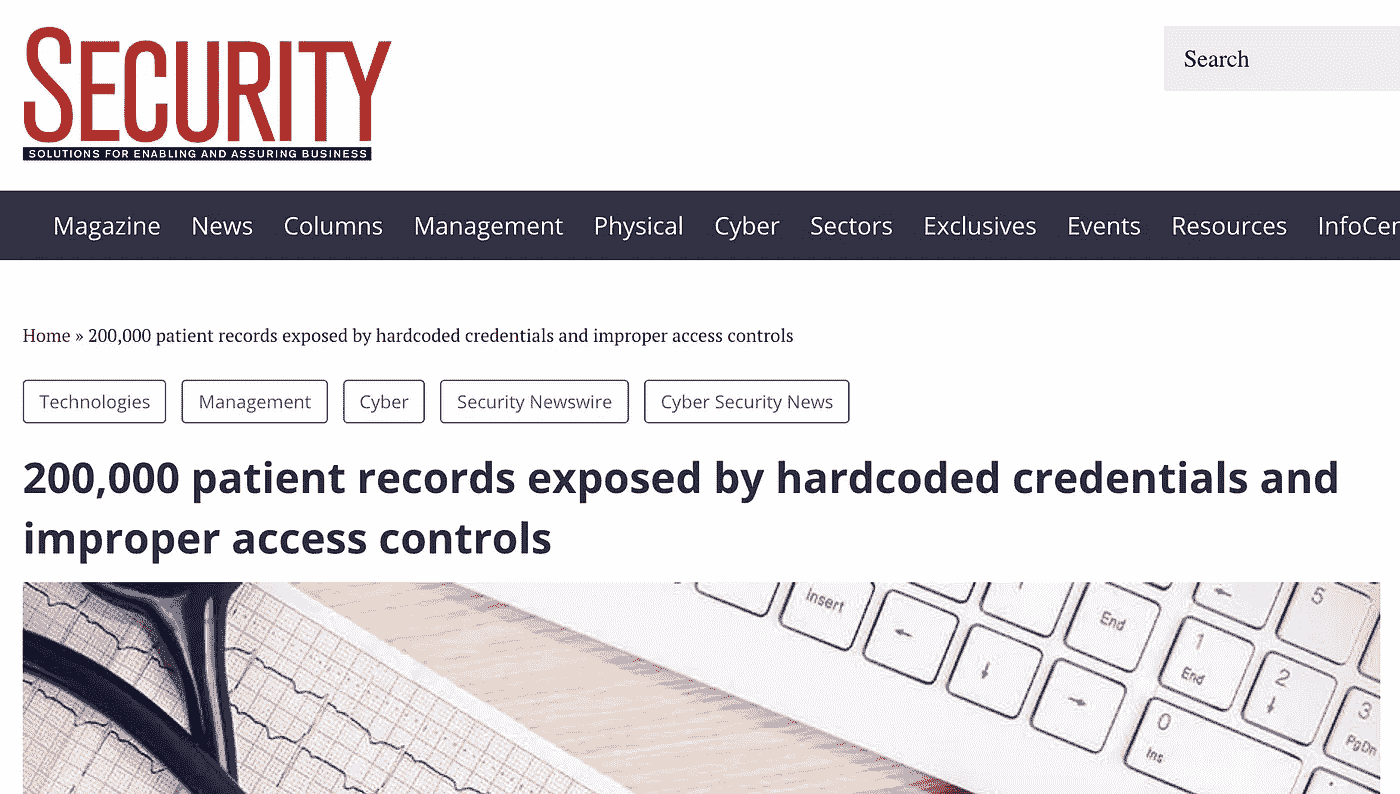 SECURITY
SOLUTIONS FOR ENABLING AND ASSURING BUSINESS
Search
Magazine News Columns Management Physical Cyber Sectors Exclusives Events Resources InfoCen
Home » 200,000 patient records exposed by hardcoded credentials and improper access controls
Technologies Management Cyber Security Newswire Cyber Security News
200,000 patient records exposed by hardcoded credentials and
improper access controls
Insert
End
5
1
End
2
3
PgDn
0
Ins